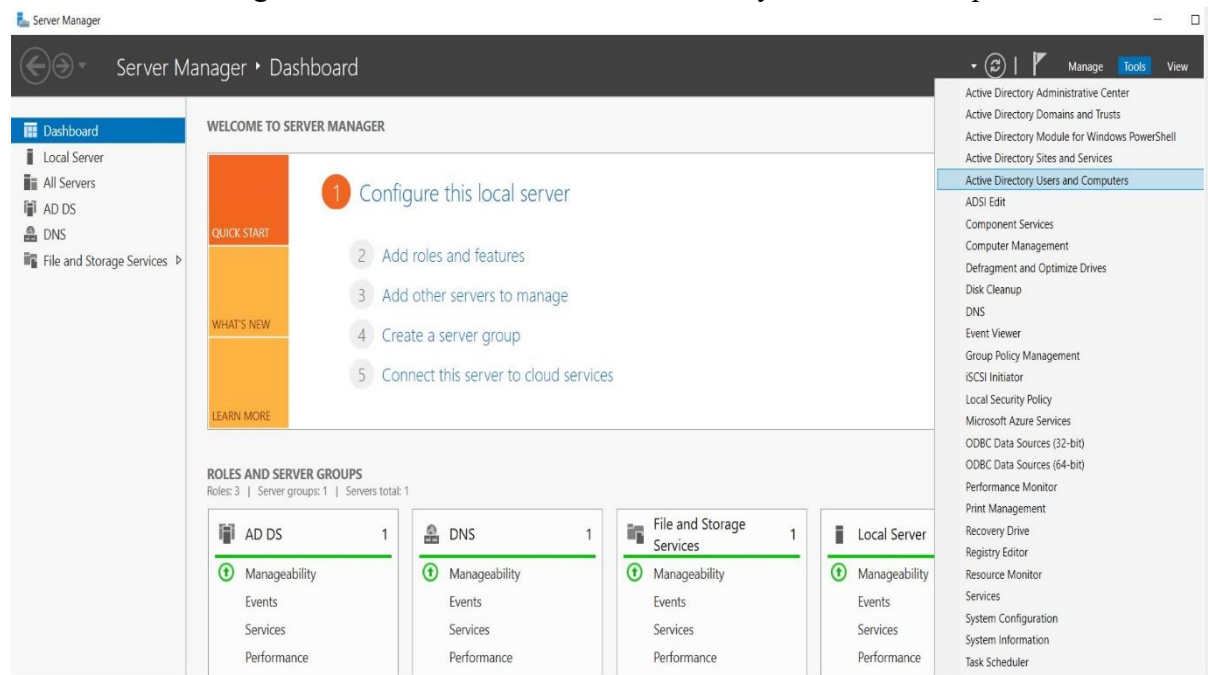 Server Manager
Server Manager • Dashboard
Manage Tools View
Dashboard
Local Server
All Servers
AD DS
DNS
File and Storage Services
WELCOME TO SERVER MANAGER
QUICK START
WHAT'S NEW
LEARN MORE
1 Configure this local server
2 Add roles and features
3 Add other servers to manage
4 Create a server group
5 Connect this server to cloud services
ROLES AND SERVER GROUPS
Roles: 3 | Server groups: 1 | Servers total: 1
AD DS 1
Manageability
Events
Services
Performance
DNS 1
Manageability
Events
Services
Performance
File and Storage
Services 1
Manageability
Events
Services
Performance
Local Server
Manageability
Events
Services
Performance
Active Directory Administrative Center
Active Directory Domains and Trusts
Active Directory Module for Windows PowerShell
Active Directory Sites and Services
Active Directory Users and Computers
ADSI Edit
Component Services
Computer Management
Defragment and Optimize Drives
Disk Cleanup
DNS
Event Viewer
Group Policy Management
iSCSI Initiator
Local Security Policy
Microsoft Azure Services
ODBC Data Sources (32-bit)
ODBC Data Sources (64-bit)
Performance Monitor
Print Management
Recovery Drive
Registry Editor
Resource Monitor
Services
System Configuration
System Information
Task Scheduler